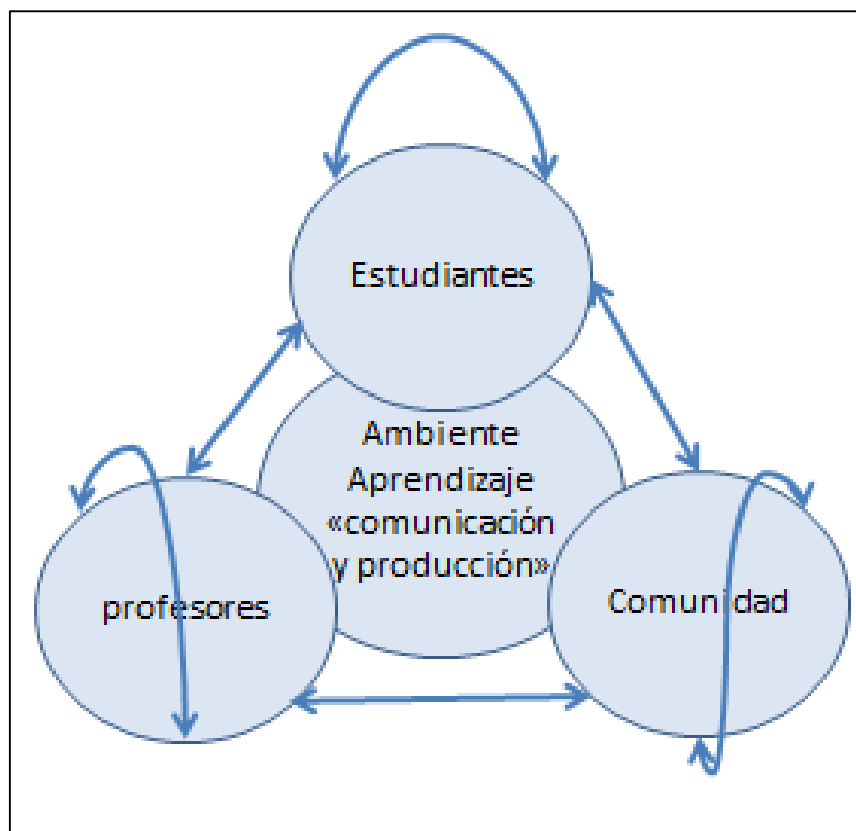 Estudiantes
Ambiente
Aprendizaje
«comunicación
y producción»
profesores
Comunidad